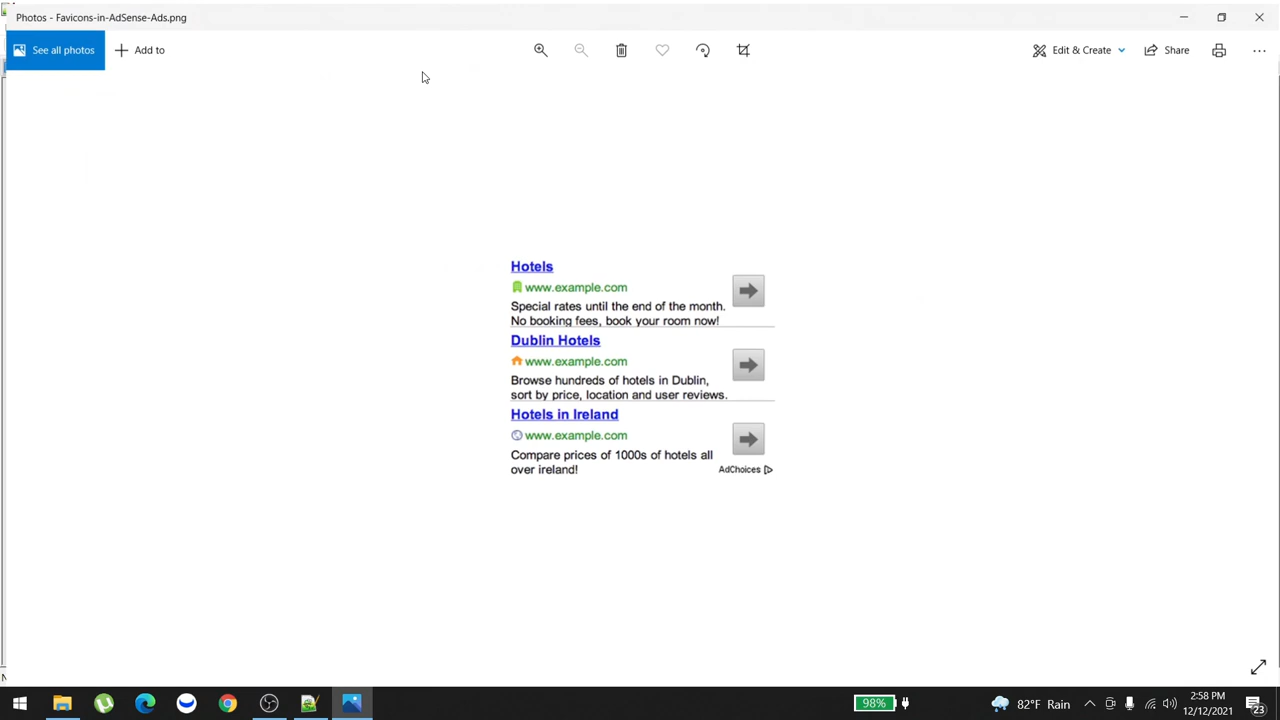 Photos - Favicons-in-AdSense-Ads.png
See all photos
Add to
Edit & Create
Share
Hotels
www.example.com
Special rates until the end of the month.
No booking fees, book your room now!
Dublin Hotels
www.example.com
Browse hundreds of hotels in Dublin,
sort by price, location and user reviews.
Hotels in Ireland
www.example.com
Compare prices of 1000s of hotels all
over ireland!
AdChoices
98%
82°F Rain
2:58 PM
12/12/2021
23